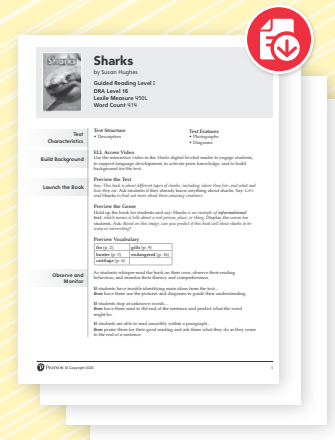 Sharks
Sharks
by Susan Hughes
Guided Reading Level I
DRA Level 16
Lexile Measure 450L
Word Count 414
Text
Characteristics
Text Structure
• Description
Text Features
• Photographs
• Diagrams
Build Background
ELL Access Video
Use the interactive video in the Sharks digital leveled reader to engage students,
to support language development, to activate prior knowledge, and to build
background for the text.
Launch the Book
Preview the Text
Say: This book is about different types of sharks, including where they live, and what and
how they eat. Ask students if they already know anything about sharks. Say: Let's
read Sharks to find out more about these amazing creatures.
Preview the Genre
Hold up the book for students and say: Sharks is an example of informational
text, which means it tells about a real person, place, or thing. Display the cover for
students. Ask: Based on this image, can you predict if this book will show sharks to be
scary or interesting?
Preview Vocabulary
fin (p. 2) gills (p. 9)
hunter (p. 3) endangered (p. 16)
cartilage (p. 6)
Observe and
Monitor
As students whisper-read the book on their own, observe their reading
behaviors, and monitor their fluency and comprehension.
If students have trouble identifying main ideas from the text...
then have them use the pictures and diagrams to guide their understanding.
If students stop at unknown words...
then have them read to the end of the sentence and predict what the word
might be.
If students are able to read smoothly within a paragraph...
then praise them for their good reading and ask them what they do as they come
to the end of a sentence.
Pearson © Copyright 2020
1